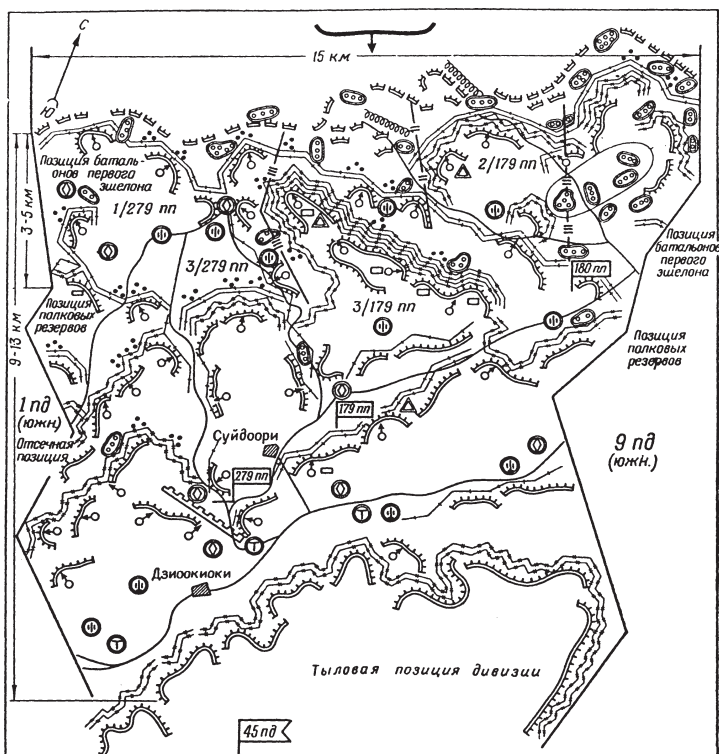 С
Ю
15 км
3-5 км
9-13 км
Позиция баталь
онов первого
эшелона
1/279 пп
2/179 пп
3/279 пп
3/179 пп
180 пп
Позиция
батальонов
первого
эшелона
Позиция
полковых
резервов
Позиция
полковых
резервов
1 пд
(южн.)
Отсечная
позиция
179 пп
Суйдоори
9 пд
(южн.)
279 пп
Дзиоокиоки
Тыловая позиция дивизии
45 пд